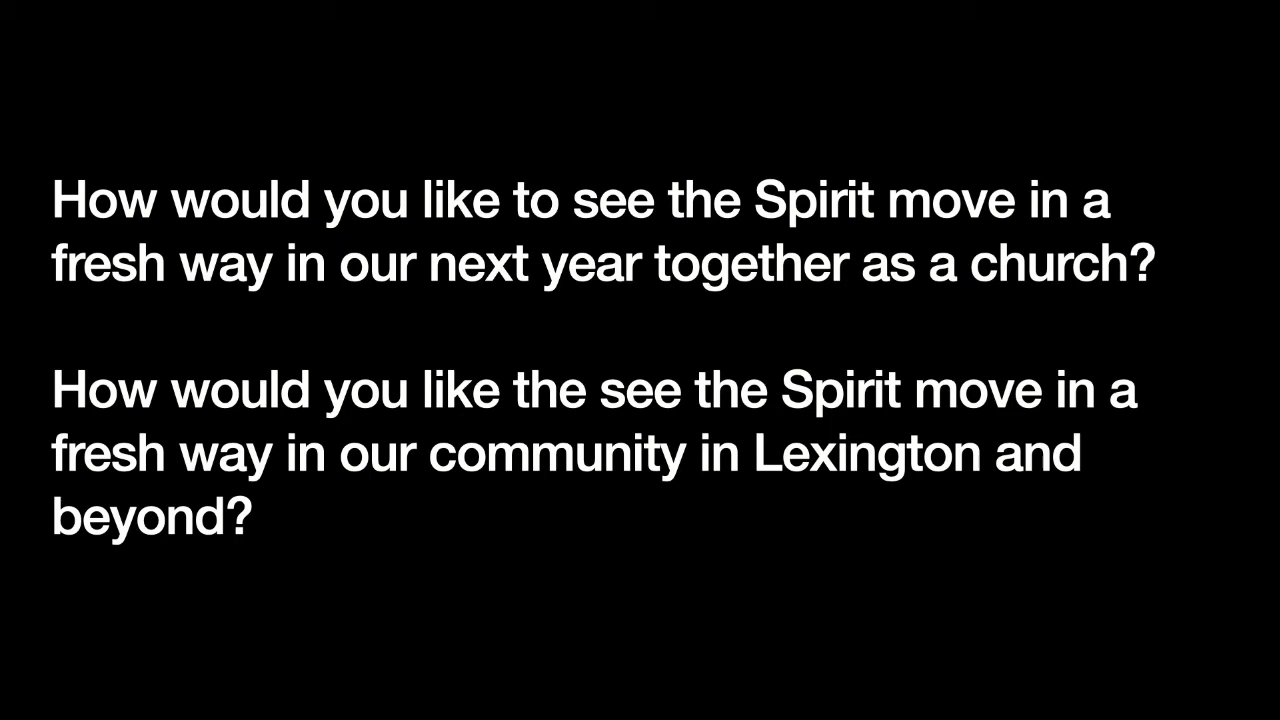 How would you like to see the Spirit move in a
fresh way in our next year together as a church?
How would you like the see the Spirit move in a
fresh way in our community in Lexington and
beyond?